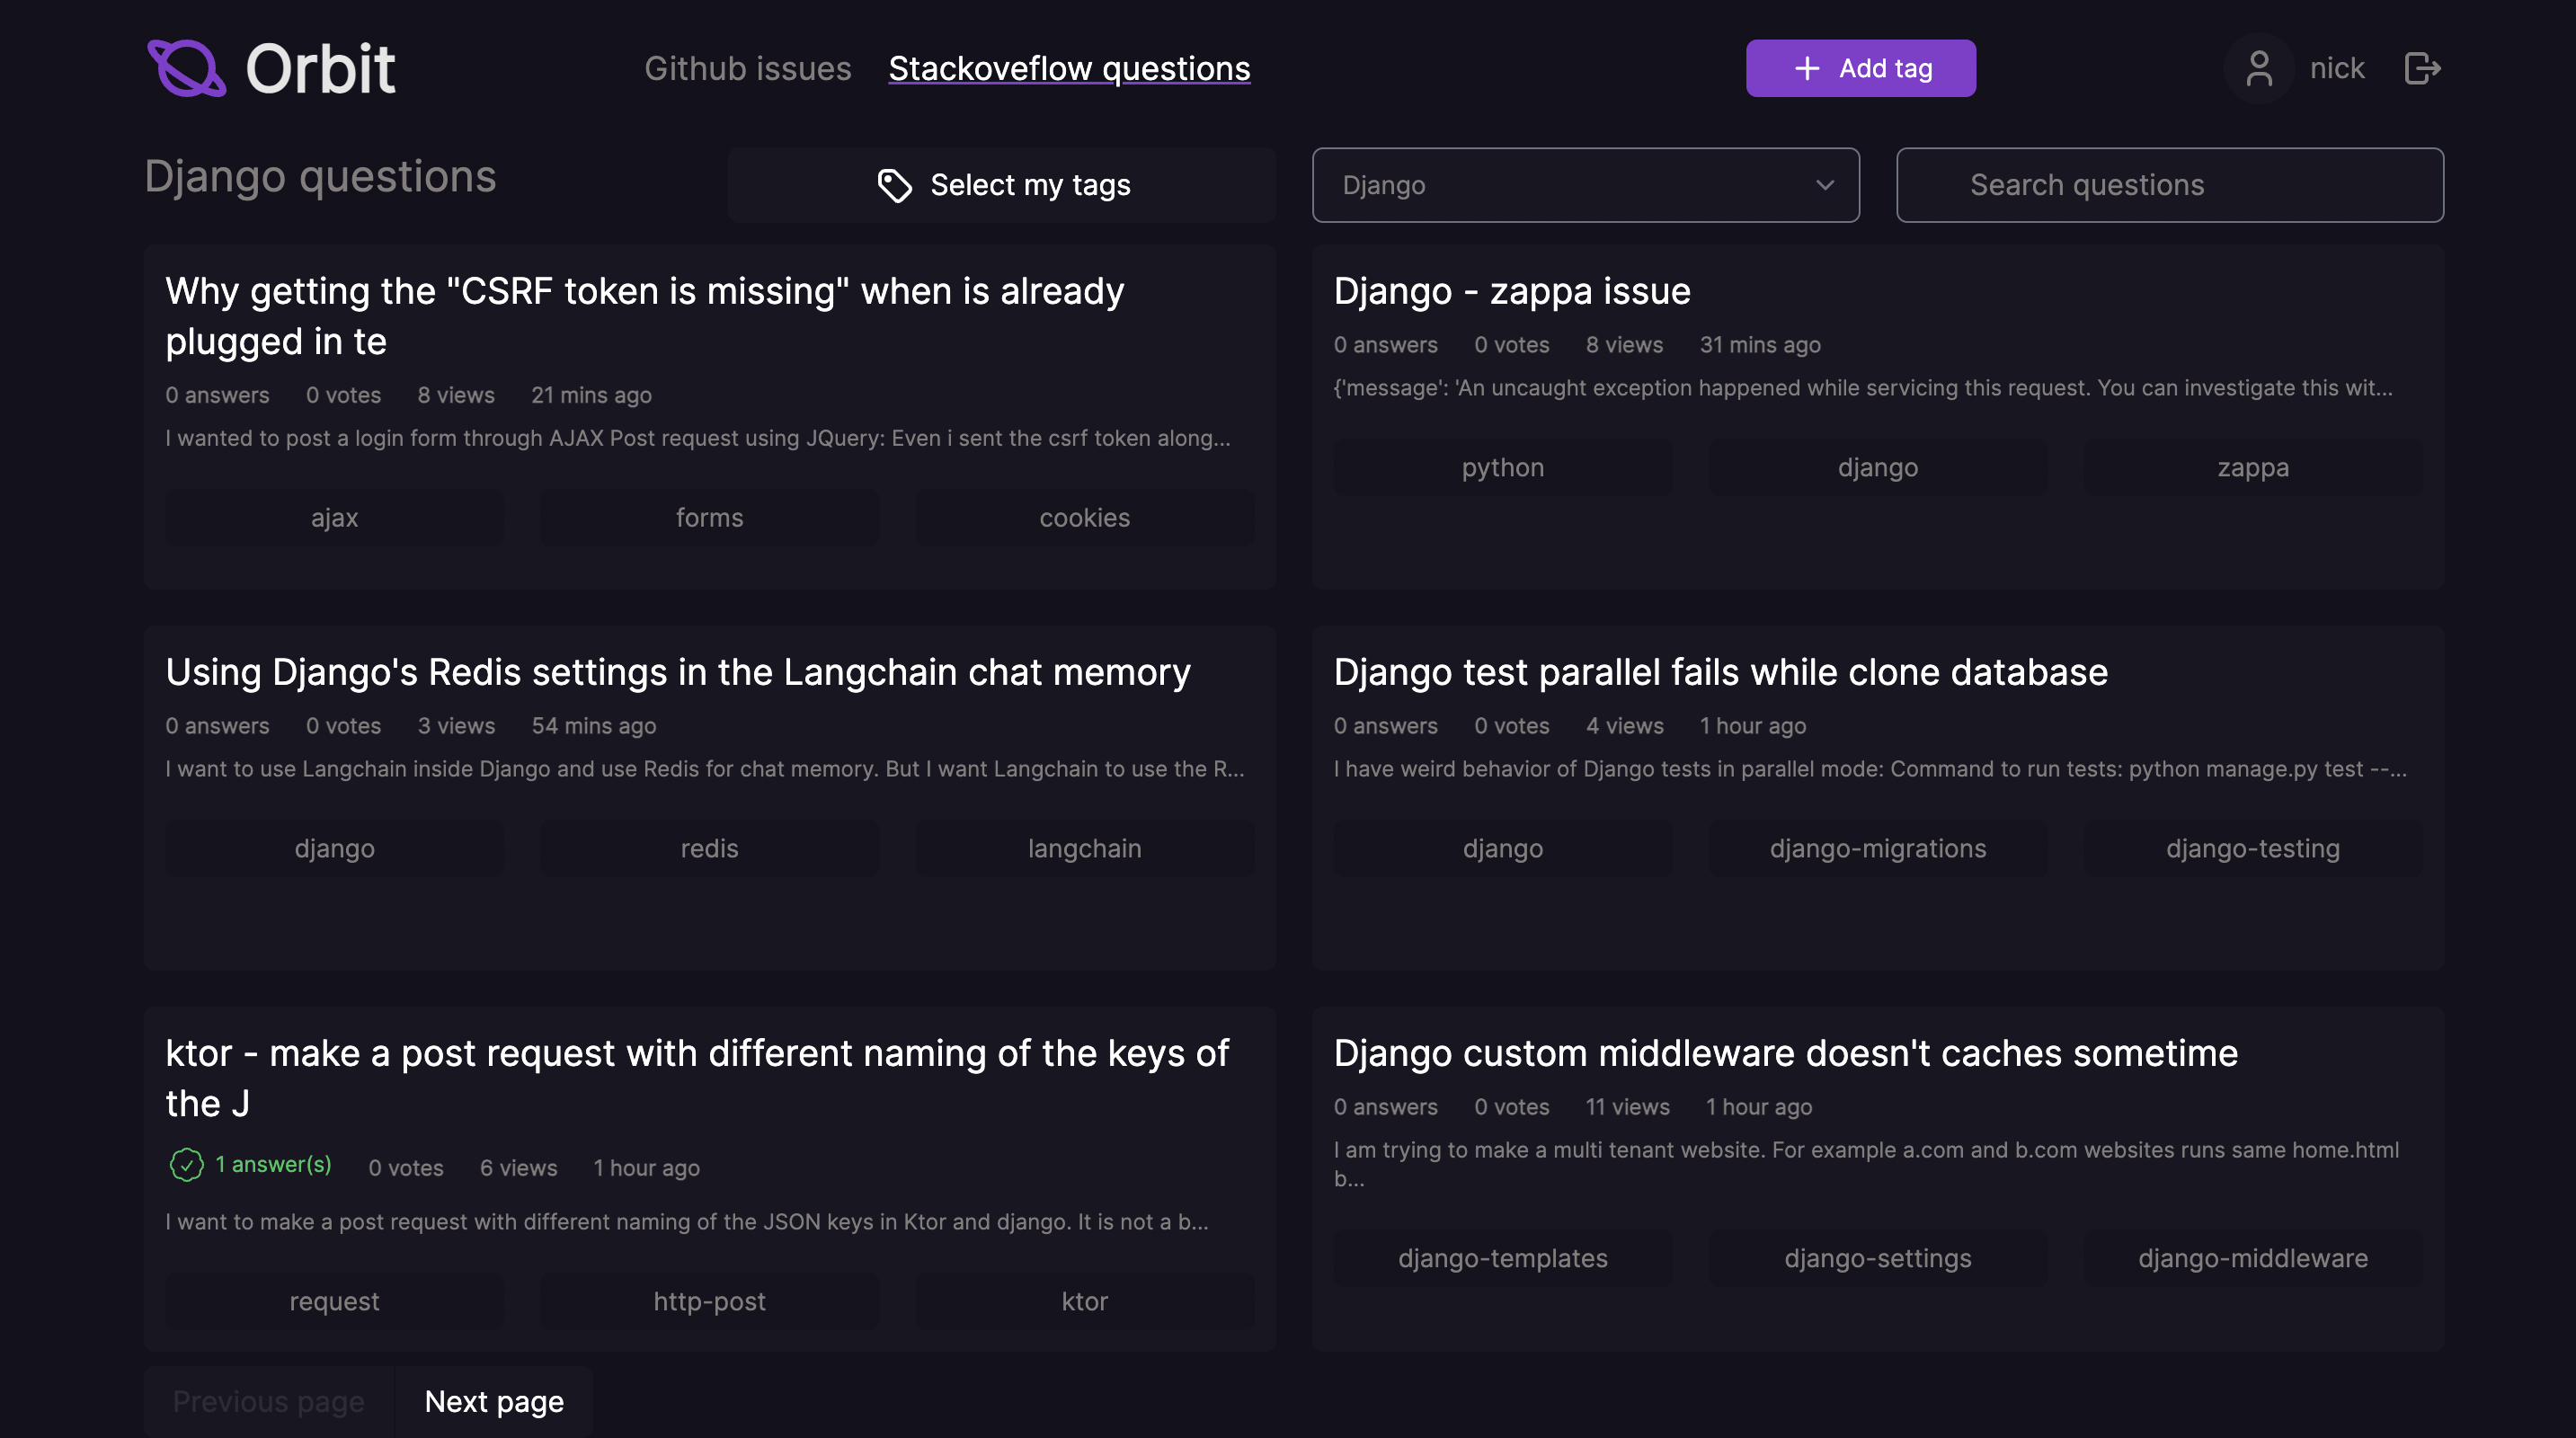 Orbit
Github issues
Stackoveflow questions
Add tag
nick
Django questions
Select my tags
Django
Search questions
Why getting the "CSRF token is missing" when is already
plugged in te
0 answers 0 votes 8 views 21 mins ago
I wanted to post a login form through AJAX Post request using JQuery: Even i sent the csrf token along...
ajax forms cookies
Django - zappa issue
0 answers 0 votes 8 views 31 mins ago
{'message': 'An uncaught exception happened while servicing this request. You can investigate this wit...
python django zappa
Using Django's Redis settings in the Langchain chat memory
0 answers 0 votes 3 views 54 mins ago
I want to use Langchain inside Django and use Redis for chat memory. But I want Langchain to use the R...
django redis langchain
Django test parallel fails while clone database
0 answers 0 votes 4 views 1 hour ago
I have weird behavior of Django tests in parallel mode: Command to run tests: python manage.py test --...
django django-migrations django-testing
ktor - make a post request with different naming of the keys of
the J
1 answer(s) 0 votes 6 views 1 hour ago
I want to make a post request with different naming of the JSON keys in Ktor and django. It is not a b...
request http-post ktor
Django custom middleware doesn't caches sometime
0 answers 0 votes 11 views 1 hour ago
I am trying to make a multi tenant website. For example a.com and b.com websites runs same home.html
b...
django-templates django-settings django-middleware
Previous page Next page